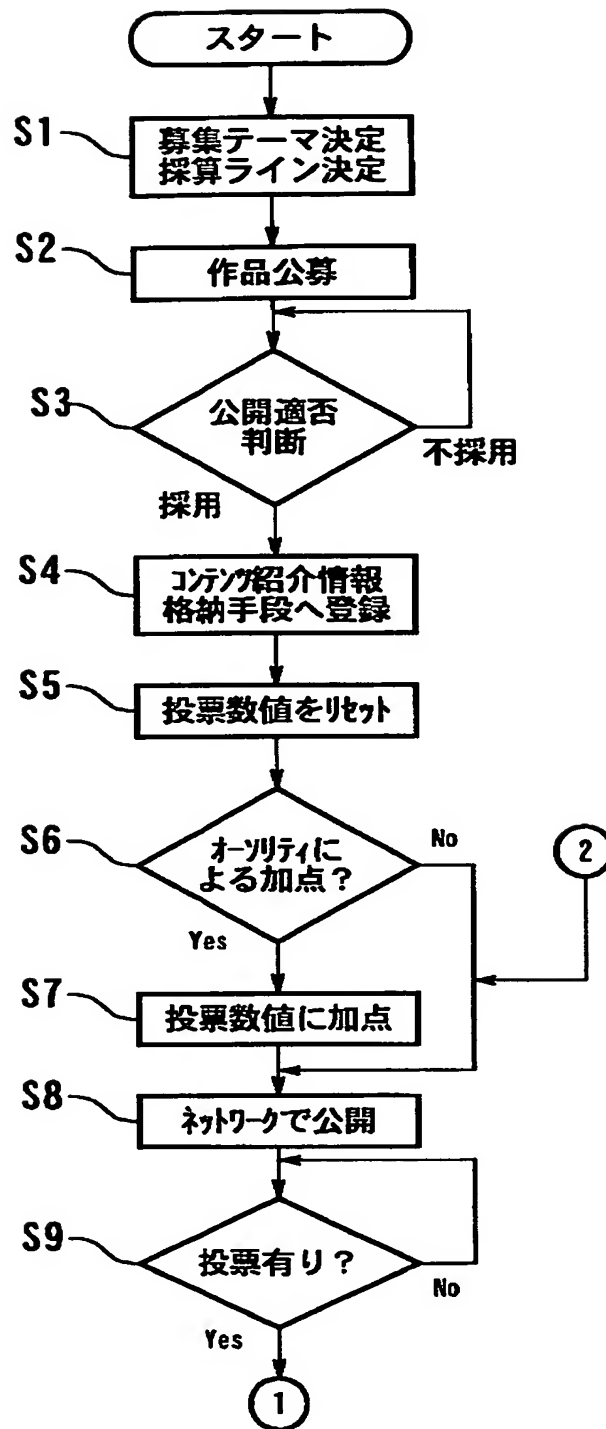 スタート
S1
募集テーマ決定
採算ライン決定
S2
作品公募
S3
公開適否
判断
不採用
採用
S4
コンテンツ紹介情報
格納手段へ登録
S5
投票数値をリセット
S6
オーソリティに
よる加点？
No
2
Yes
S7
投票数値に加点
S8
ネットワークで公開
S9
投票有り？
No
Yes
1